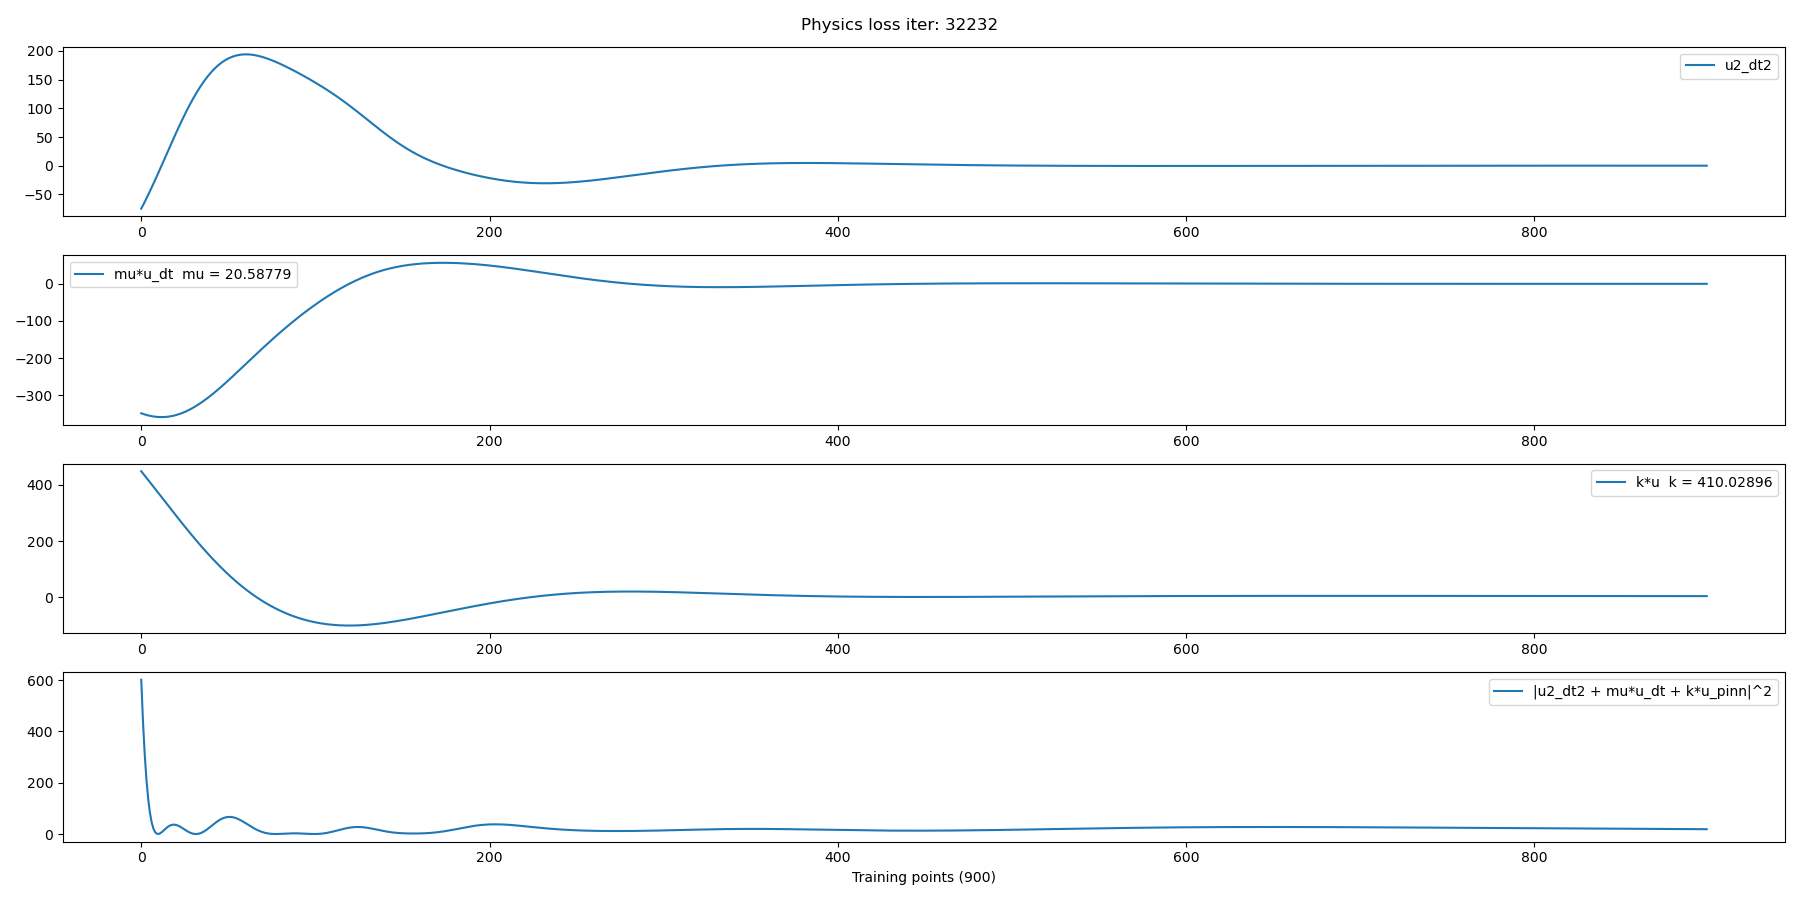 Physics loss iter: 32232
200
150
100
50
0
−50
u2_dt2
0 200 400 600 800
0
−100
−200
−300
mu*u_dt  mu = 20.58779
0 200 400 600 800
400
200
0
k*u  k = 410.02896
0 200 400 600 800
600
400
200
0
|u2_dt2 + mu*u_dt + k*u_pinn|^2
0 200 400 600 800
Training points (900)